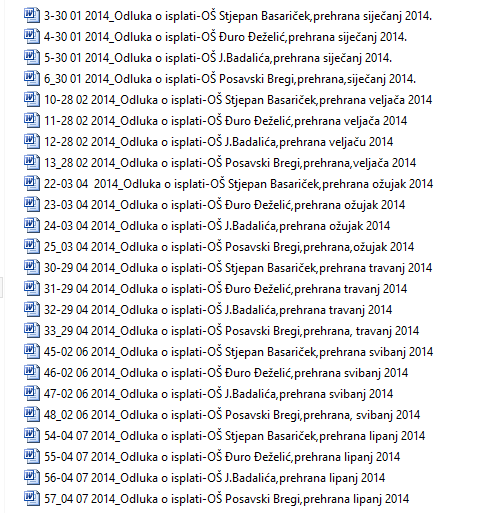 3-30 01 2014_Odluka o isplati-OŠ Stjepan Basariček,prehrana siječanj 2014.
4-30 01 2014_Odluka o isplati-OŠ Đuro Đeželić,prehrana siječanj 2014.
5-30 01 2014_Odluka o isplati-OŠ J.Badalića,prehrana siječanj 2014.
6_30 01 2014_Odluka o isplati-OŠ Posavski Bregi,prehrana,siječanj 2014.
10-28 02 2014_Odluka o isplati-OŠ Stjepan Basariček,prehrana veljača 2014
11-28 02 2014_Odluka o isplati-OŠ Đuro Đeželić,prehrana veljača 2014
12-28 02 2014_Odluka o isplati-OŠ J.Badalića,prehrana veljaču 2014
13_28 02 2014_Odluka o isplati-OŠ Posavski Bregi,prehrana,veljača 2014
22-03 04  2014_Odluka o isplati-OŠ Stjepan Basariček,prehrana ožujak 2014
23-03 04 2014_Odluka o isplati-OŠ Đuro Đeželić,prehrana ožujak 2014
24-03 04 2014_Odluka o isplati-OŠ J.Badalića,prehrana ožujak 2014
25_03 04 2014_Odluka o isplati-OŠ Posavski Bregi,prehrana,ožujak 2014
30-29 04 2014_Odluka o isplati-OŠ Stjepan Basariček,prehrana travanj 2014
31-29 04 2014_Odluka o isplati-OŠ Đuro Đeželić,prehrana travanj 2014
32-29 04 2014_Odluka o isplati-OŠ J.Badalića,prehrana travanj 2014
33_29 04 2014_Odluka o isplati-OŠ Posavski Bregi,prehrana, travanj 2014
45-02 06 2014_Odluka o isplati-OŠ Stjepan Basariček,prehrana svibanj 2014
46-02 06 2014_Odluka o isplati-OŠ Đuro Đeželić,prehrana svibanj 2014
47-02 06 2014_Odluka o isplati-OŠ J.Badalića,prehrana svibanj 2014
48_02 06 2014_Odluka o isplati-OŠ Posavski Bregi,prehrana, svibanj 2014
54-04 07 2014_Odluka o isplati-OŠ Stjepan Basariček,prehrana lipanj 2014
55-04 07 2014_Odluka o isplati-OŠ Đuro Đeželić,prehrana lipanj 2014
56-04 07 2014_Odluka o isplati-OŠ J.Badalića,prehrana lipanj 2014
57_04 07 2014_Odluka o isplati-OŠ Posavski Bregi,prehrana lipanj 2014